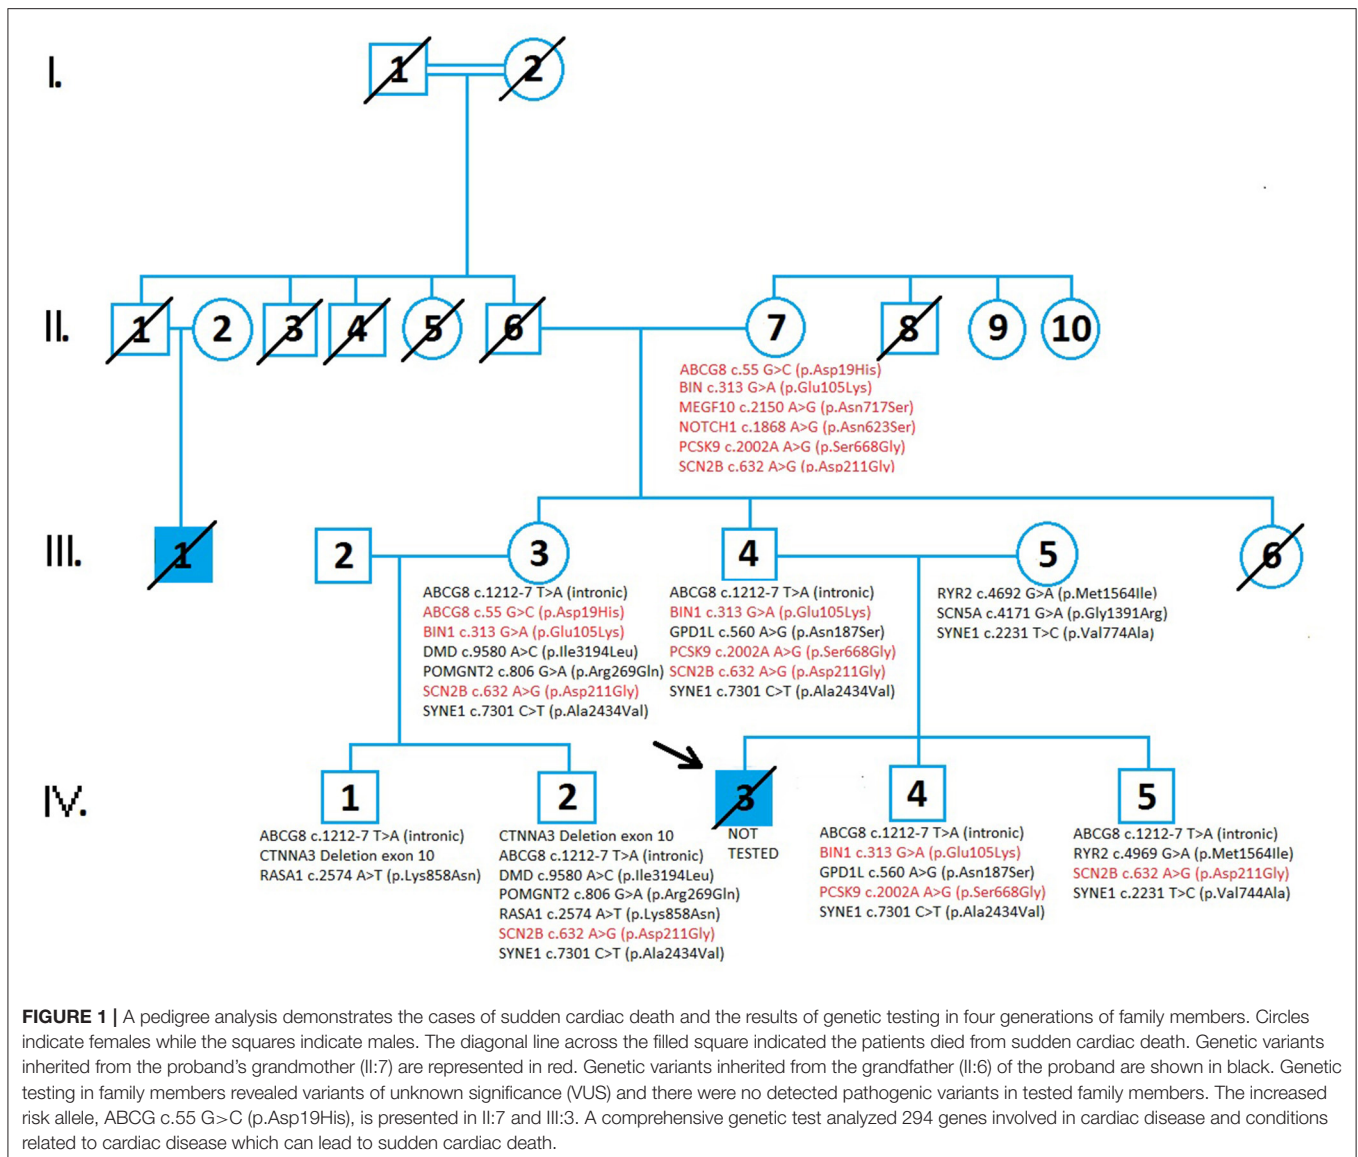 I.
1
2
II.
1
2
3
4
5
6
7
8
9
10
ABCG8 c.55 G>C (p.Asp19His)
BIN c.313 G>A (p.Glu105Lys)
MEGF10 c.2150 A>G (p.Asn717Ser)
NOTCH1 c.1868 A>G (p.Asn623Ser)
PCSK9 c.2002A A>G (p.Ser668Gly)
SCN2B c.632 A>G (p.Asp211Gly)
III.
1
2
3
4
5
6
ABCG8 c.1212-7 T>A (intronic)
ABCG8 c.55 G>C (p.Asp19His)
BIN1 c.313 G>A (p.Glu105Lys)
DMD c.9580 A>C (p.Ile3194Leu)
POMGNT2 c.806 G>A (p.Arg269Gln)
SCN2B c.632 A>G (p.Asp211Gly)
SYNE1 c.7301 C>T (p.Ala2434Val)
ABCG8 c.1212-7 T>A (intronic)
BIN1 c.313 G>A (p.Glu105Lys)
GPD1L c.560 A>G (p.Asn187Ser)
PCSK9 c.2002A A>G (p.Ser668Gly)
SCN2B c.632 A>G (p.Asp211Gly)
SYNE1 c.7301 C>T (p.Ala2434Val)
RYR2 c.4692 G>A (p.Met1564Ile)
SCN5A c.4171 G>A (p.Gly1391Arg)
SYNE1 c.2231 T>C (p.Val774Ala)
IV.
1
2
3
4
5
ABCG8 c.1212-7 T>A (intronic)
CTNNA3 Deletion exon 10
RASA1 c.2574 A>T (p.Lys858Asn)
CTNNA3 Deletion exon 10
ABCG8 c.1212-7 T>A (intronic)
DMD c.9580 A>C (p.Ile3194Leu)
POMGNT2 c.806 G>A (p.Arg269Gln)
RASA1 c.2574 A>T (p.Lys858Asn)
SCN2B c.632 A>G (p.Asp211Gly)
SYNE1 c.7301 C>T (p.Ala2434Val)
NOT
TESTED
ABCG8 c.1212-7 T>A (intronic)
BIN1 c.313 G>A (p.Glu105Lys)
GPD1L c.560 A>G (p.Asn187Ser)
PCSK9 c.2002A A>G (p.Ser668Gly)
SYNE1 c.7301 C>T (p.Ala2434Val)
ABCG8 c.1212-7 T>A (intronic)
RYR2 c.4969 G>A (p.Met1564Ile)
SCN2B c.632 A>G (p.Asp211Gly)
SYNE1 c.2231 T>C (p.Val744Ala)
FIGURE 1 | A pedigree analysis demonstrates the cases of sudden cardiac death and the results of genetic testing in four generations of family members. Circles
indicate females while the squares indicate males. The diagonal line across the filled square indicated the patients died from sudden cardiac death. Genetic variants
inherited from the proband's grandmother (II:7) are represented in red. Genetic variants inherited from the grandfather (II:6) of the proband are shown in black. Genetic
testing in family members revealed variants of unknown significance (VUS) and there were no detected pathogenic variants in tested family members. The increased
risk allele, ABCG c.55 G>C (p.Asp19His), is presented in II:7 and III:3. A comprehensive genetic test analyzed 294 genes involved in cardiac disease and conditions
related to cardiac disease which can lead to sudden cardiac death.